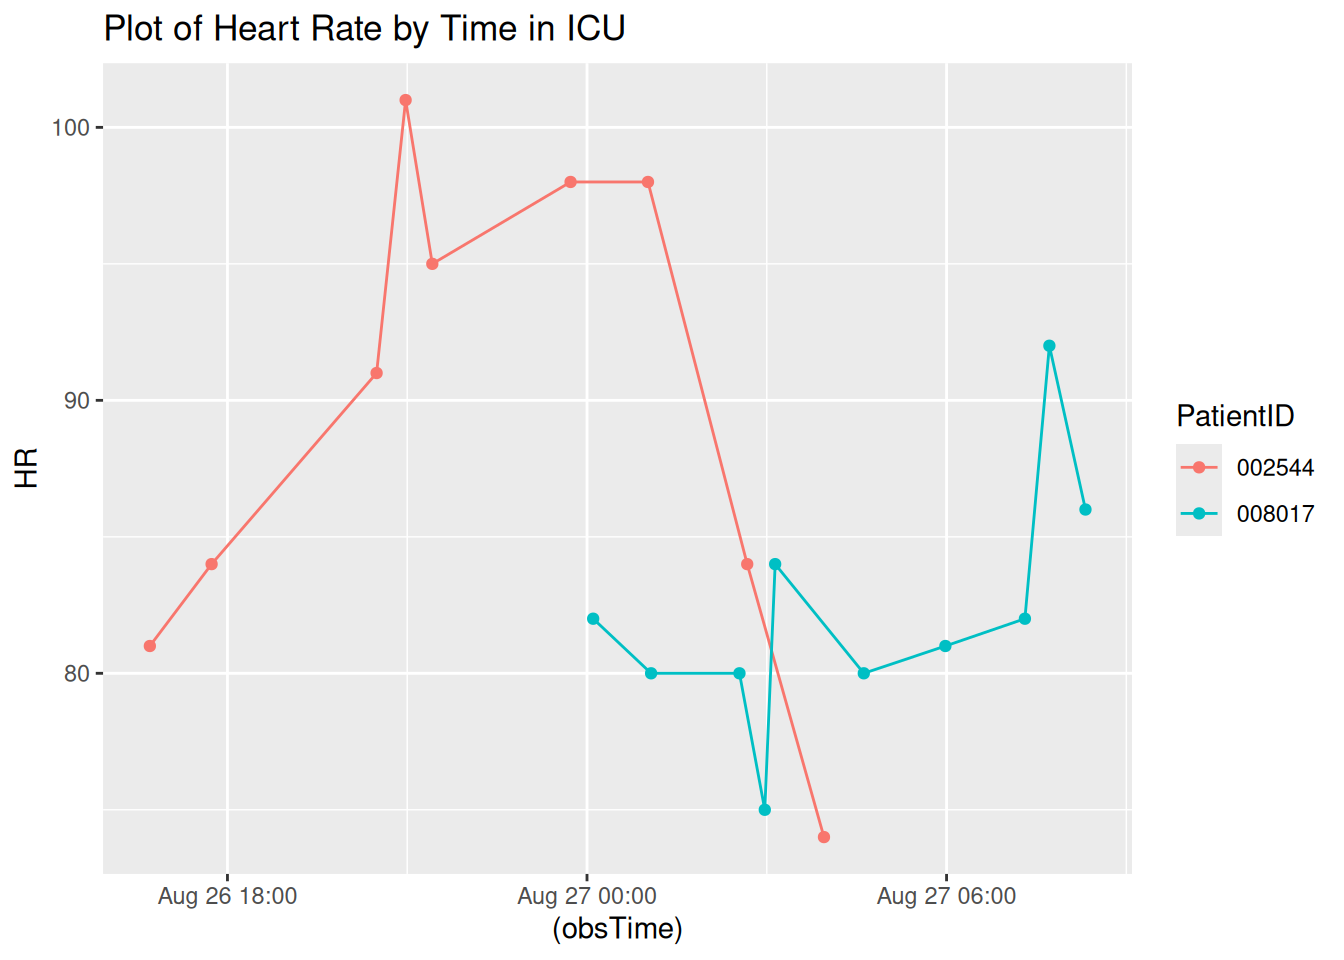 Plot of Heart Rate by Time in ICU
100
90
80
HR
Aug 26 18:00
Aug 27 00:00
Aug 27 06:00
(obsTime)
PatientID
002544
008017